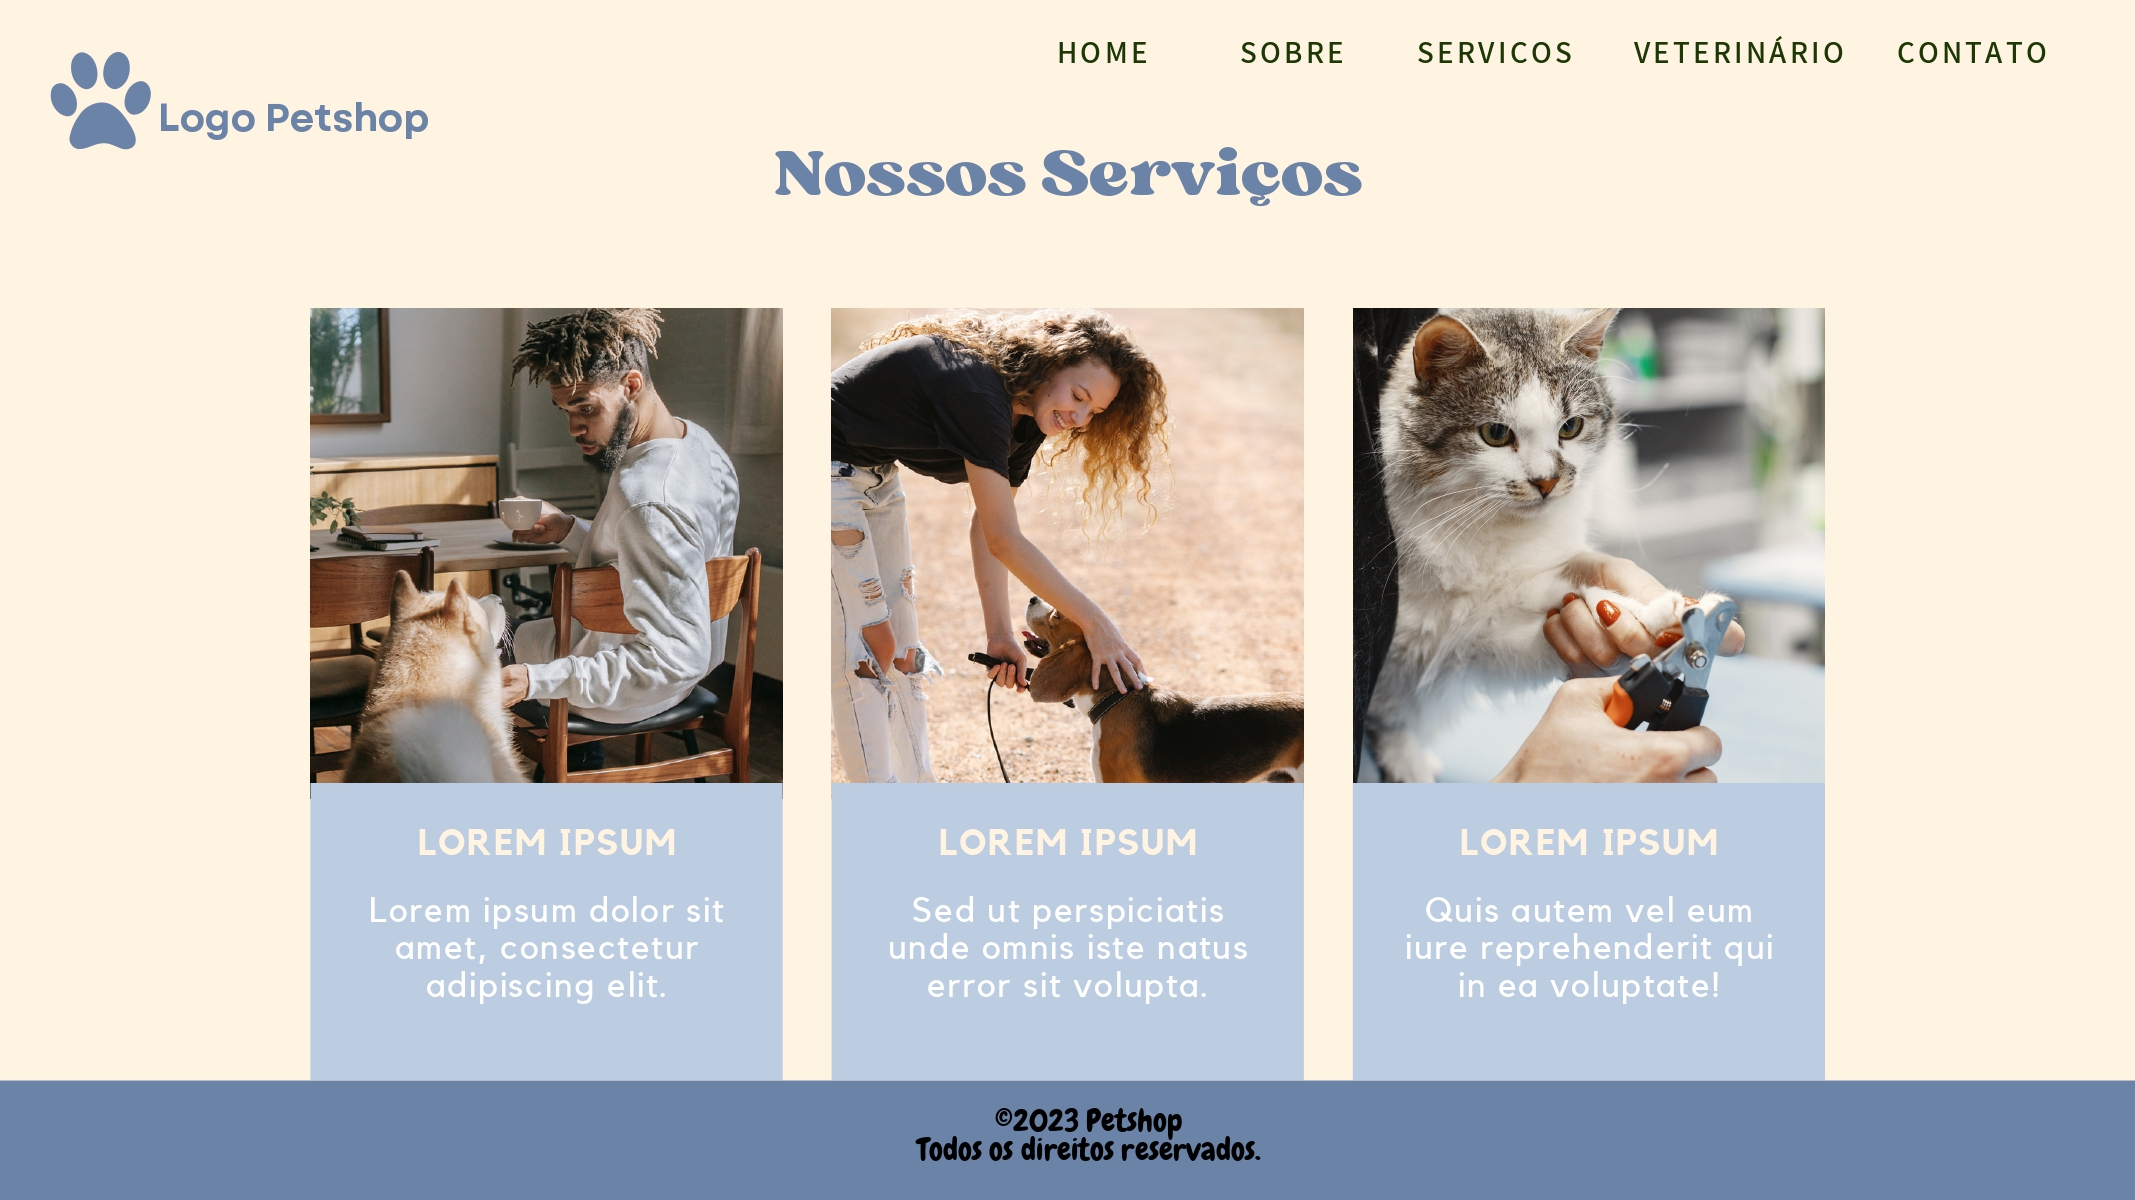 HOME SOBRE SERVICOS VETERINÁRIO CONTATO
Logo Petshop
Nossos Serviços
LOREM IPSUM
Lorem ipsum dolor sit
amet, consectetur
adipiscing elit.
LOREM IPSUM
Sed ut perspiciatis
unde omnis iste natus
error sit volupta.
LOREM IPSUM
Quis autem vel eum
iure reprehenderit qui
in ea voluptate!
©2023 Petshop
Todos os direitos reservados.